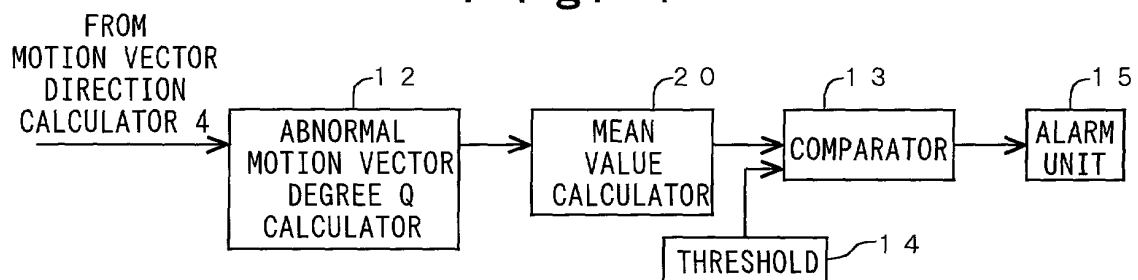 FROM
MOTION VECTOR
DIRECTION
CALCULATOR 4
12
ABNORMAL
MOTION VECTOR
DEGREE Q
CALCULATOR
20
MEAN
VALUE
CALCULATOR
13
COMPARATOR
15
ALARM
UNIT
14
THRESHOLD